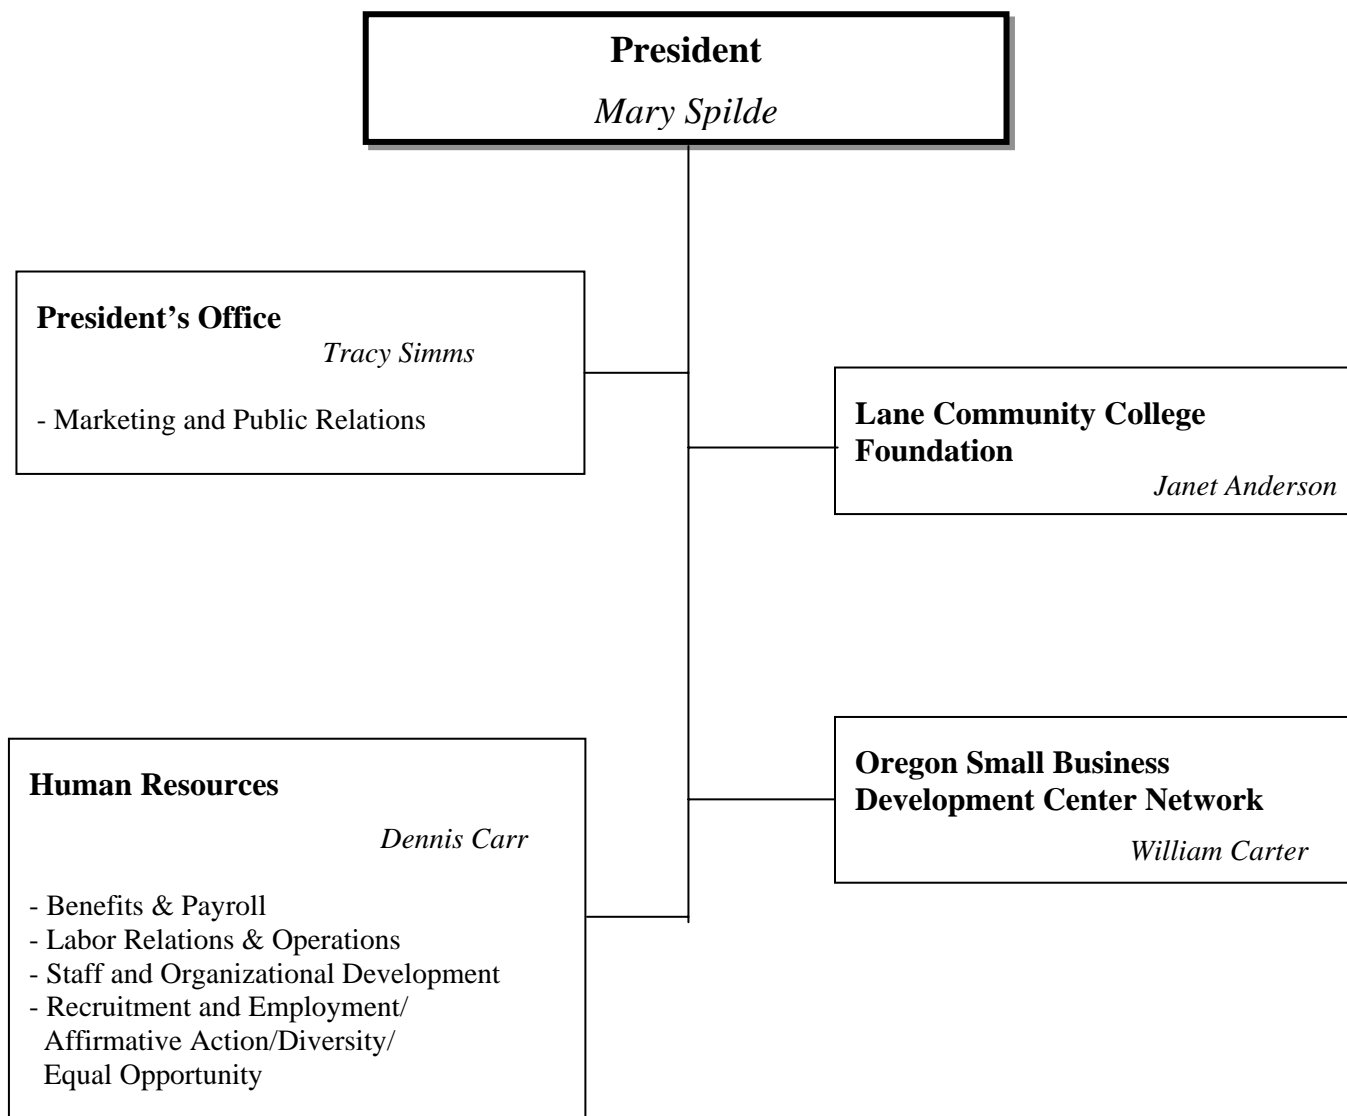 President
Mary Spilde
President’s Office
Tracy Simms
- Marketing and Public Relations
Lane Community College
Foundation
Janet Anderson
Human Resources
Dennis Carr
- Benefits & Payroll
- Labor Relations & Operations
- Staff and Organizational Development
- Recruitment and Employment/
Affirmative Action/Diversity/
Equal Opportunity
Oregon Small Business
Development Center Network
William Carter